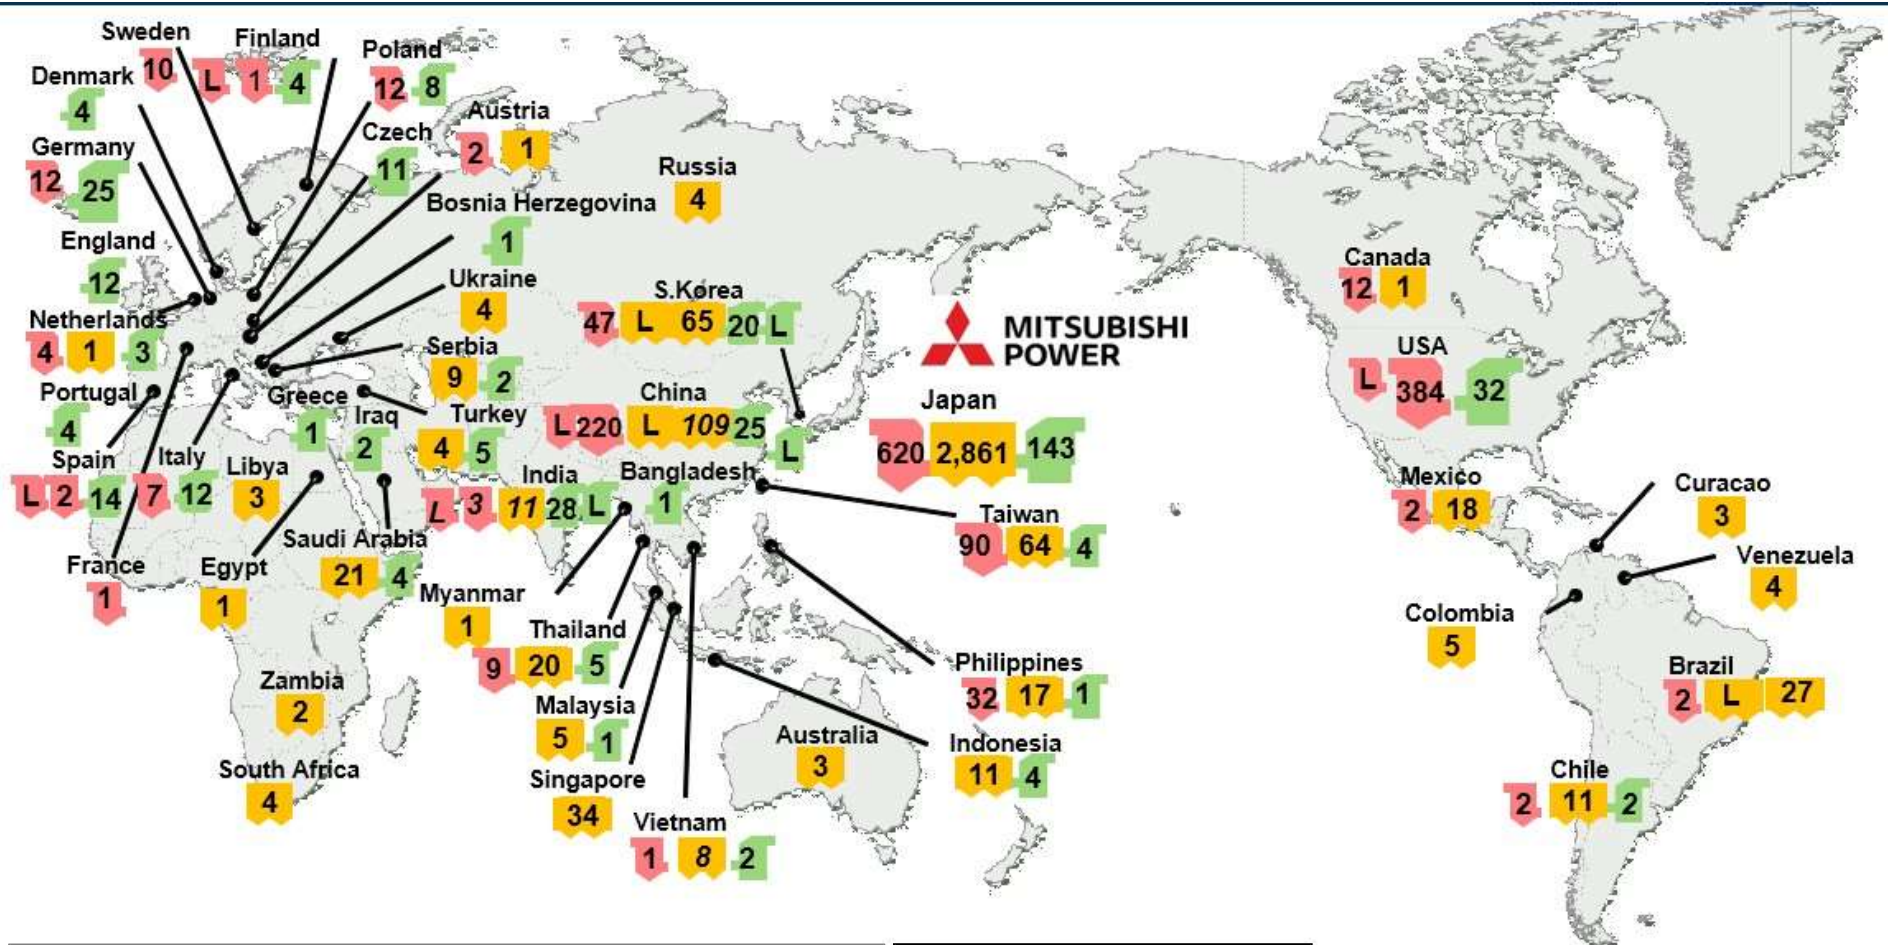 Sweden
10
Finland
L 1 4
Poland
12 8
Denmark
4
Austria
2 1
Czech
11
Germany
12 25
Russia
4
Bosnia Herzegovina
1
England
12
Ukraine
4
S.Korea
47 L 65 20 L
Canada
12 1
MITSUBISHI
POWER
Netherlands
4 1 3
Serbia
9 2
USA
L 384 32
Portugal
4
Greece
1
Iraq
2
Turkey
4 5
China
L 220 L 109 25
L
Japan
620 2,861 143
Spain
L 2 14
Italy
7 12
Libya
3
India
L 3 11 28 L
Bangladesh
1
Mexico
2 18
Curacao
3
Taiwan
90 64 4
Saudi Arabia
21 4
France
1
Egypt
1
Venezuela
4
Myanmar
1
Colombia
5
Thailand
9 20 5
Philippines
32 17 1
Brazil
2 L 27
Zambia
2
Malaysia
5 1
Australia
3
Indonesia
11 4
South Africa
4
Singapore
34
Chile
2 11 2
Vietnam
1 8 2